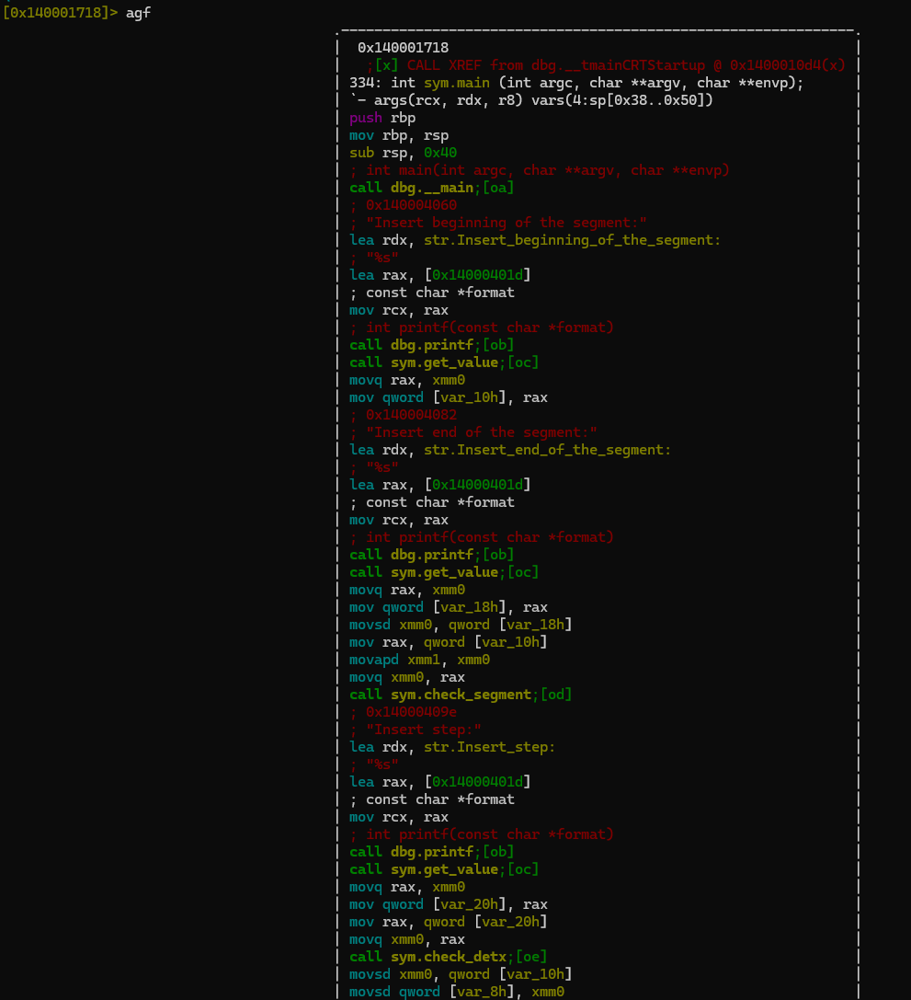 [0x140001718]> agf
0x140001718
;[x] CALL XREF from dbg.__tmainCRTStartup @ 0x1400010d4(x)
334: int sym.main (int argc, char **argv, char **envp);
`- args(rcx, rdx, r8) vars(4:sp[0x38..0x50])
push rbp
mov rbp, rsp
sub rsp, 0x40
; int main(int argc, char **argv, char **envp)
call dbg.__main;[oa]
; 0x140004060
; "Insert beginning of the segment:"
lea rdx, str.Insert_beginning_of_the_segment:
; "%s"
lea rax, [0x14000401d]
; const char *format
mov rcx, rax
; int printf(const char *format)
call dbg.printf;[ob]
call sym.get_value;[oc]
movq rax, xmm0
mov qword [var_10h], rax
; 0x140004082
; "Insert end of the segment:"
lea rdx, str.Insert_end_of_the_segment:
; "%s"
lea rax, [0x14000401d]
; const char *format
mov rcx, rax
; int printf(const char *format)
call dbg.printf;[ob]
call sym.get_value;[oc]
movq rax, xmm0
mov qword [var_18h], rax
movsd xmm0, qword [var_18h]
mov rax, qword [var_10h]
movapd xmm1, xmm0
movq xmm0, rax
call sym.check_segment;[od]
; 0x14000409e
; "Insert step:"
lea rdx, str.Insert_step:
; "%s"
lea rax, [0x14000401d]
; const char *format
mov rcx, rax
; int printf(const char *format)
call dbg.printf;[ob]
call sym.get_value;[oc]
movq rax, xmm0
mov qword [var_20h], rax
mov rax, qword [var_20h]
movq xmm0, rax
call sym.check_detx;[oe]
movsd xmm0, qword [var_10h]
movsd qword [var_8h], xmm0